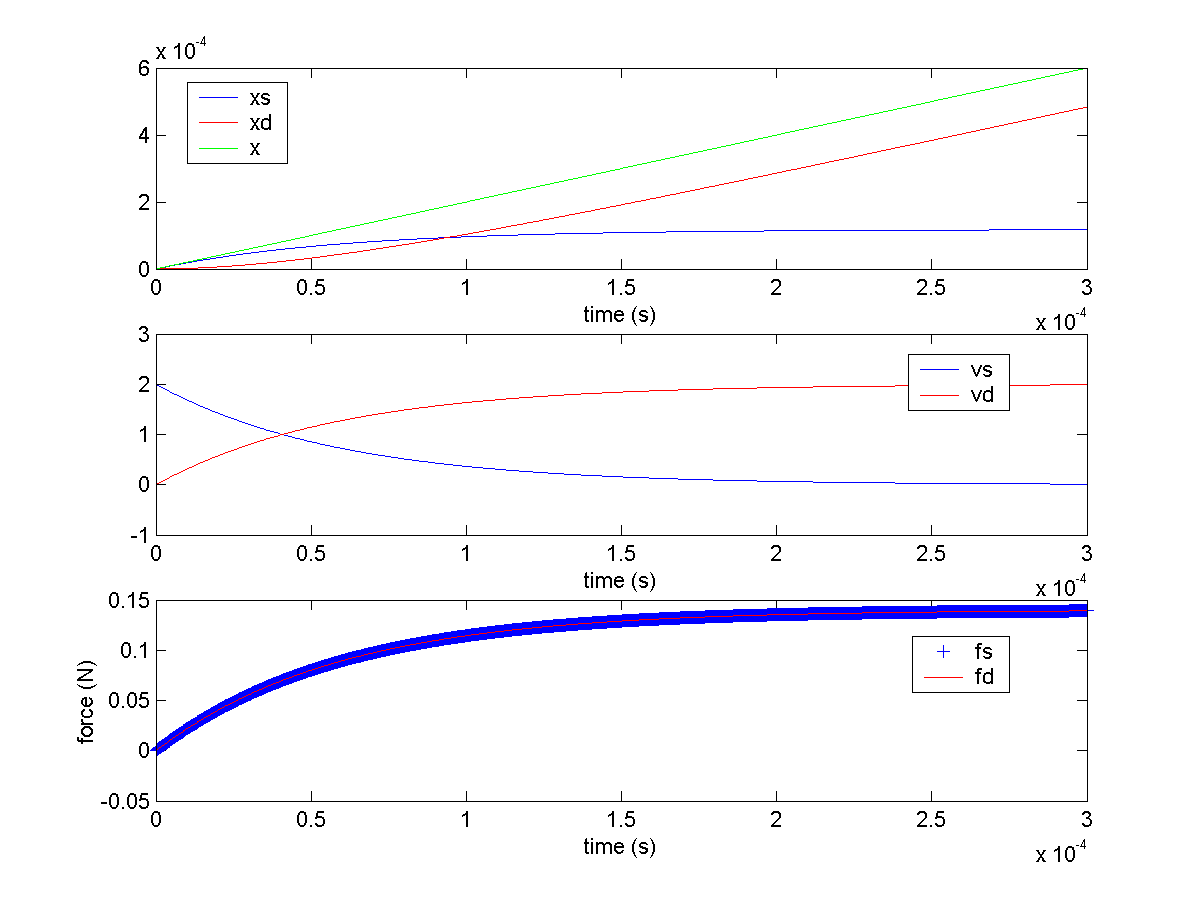 x 10-4
6
4
2
0
xs
xd
x
0 0.5 1 1.5 2 2.5 3
time (s)
x 10-4
3
2
1
0
-1
vs
vd
0 0.5 1 1.5 2 2.5 3
time (s)
x 10-4
0.15
0.1
0.05
0
-0.05
force (N)
fs
fd
0 0.5 1 1.5 2 2.5 3
time (s)
x 10-4